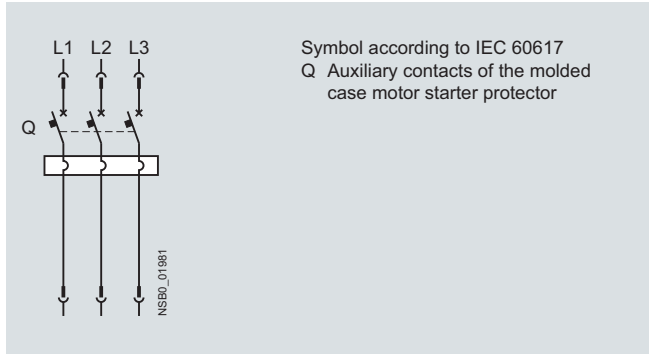 L1 L2 L3
Q
NSB0_01981
Symbol according to IEC 60617
Q Auxiliary contacts of the molded
case motor starter protector